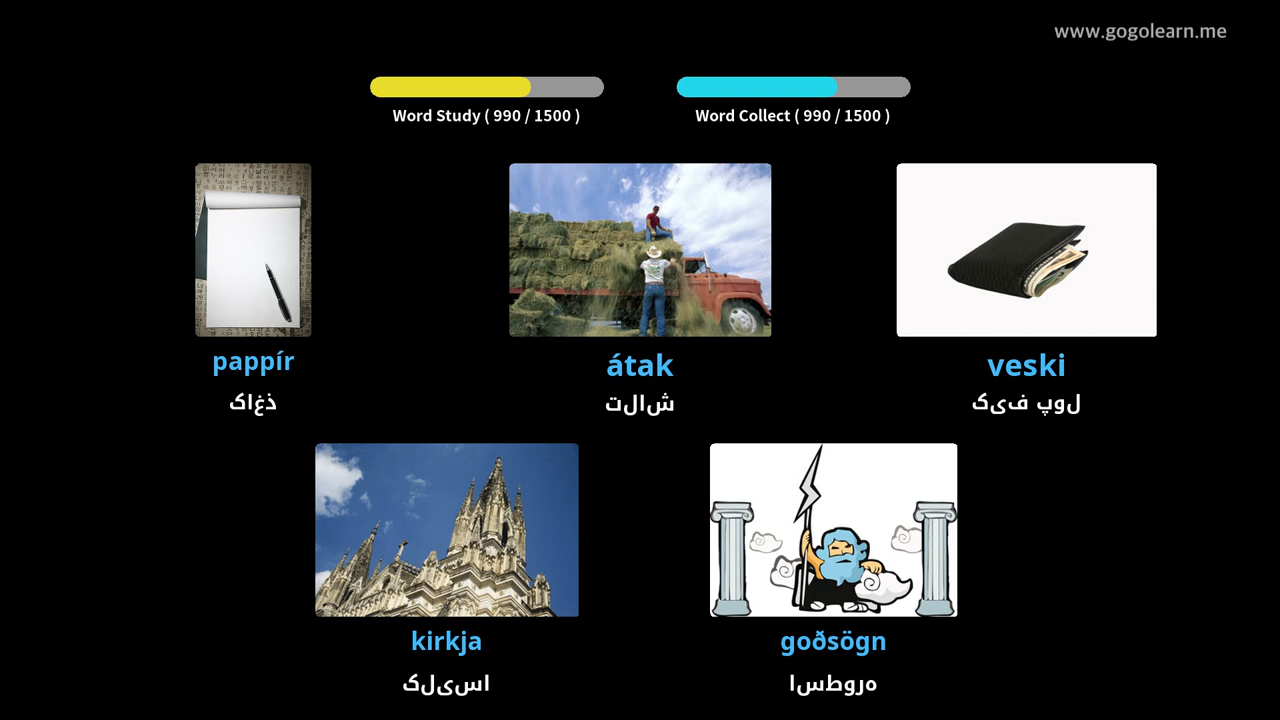 www.gogolearn.me
Word Study ( 990 / 1500 )
Word Collect ( 990 / 1500 )
pappír
ذغاک
átak
شالت
veski
لوپ فیک
kirkja
اسیلک
goðsögn
هروطسا